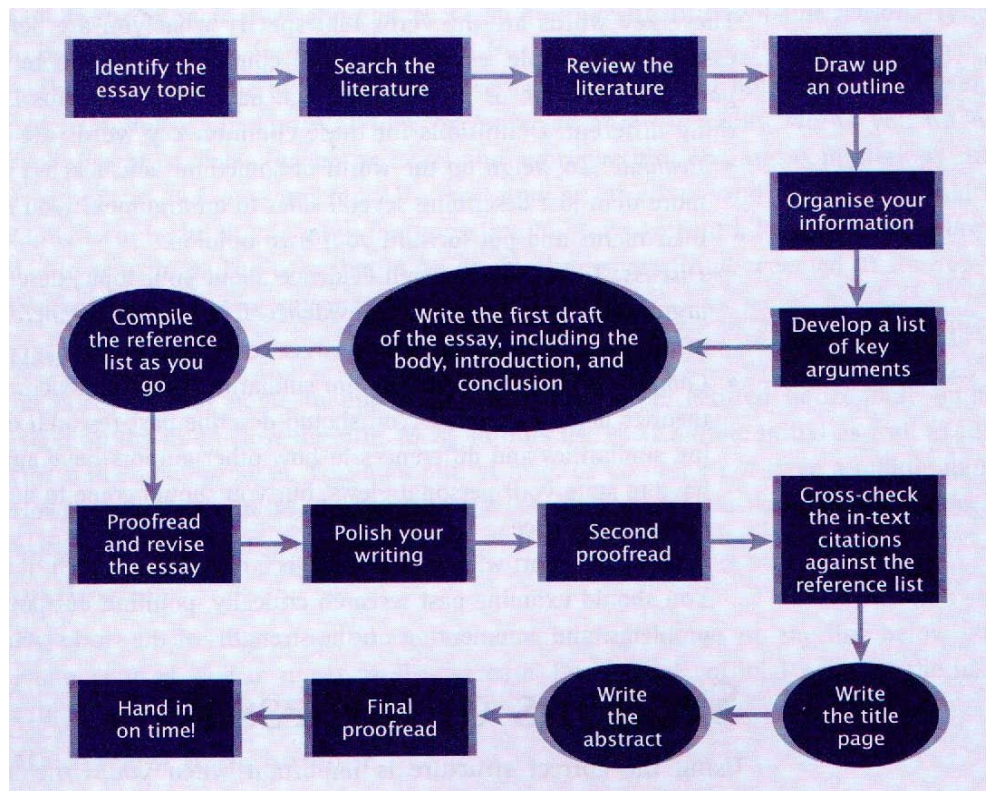 Identify the
essay topic
Search the
literature
Review the
literature
Draw up
an outline
Organise your
information
Develop a list
of key
arguments
Write the first draft
of the essay, including the
body, introduction, and
conclusion
Compile
the reference
list as you
go
Proofread
and revise
the essay
Polish your
writing
Second
proofread
Cross-check
the in-text
citations
against the
reference list
Write
the title
page
Write
the
abstract
Final
proofread
Hand in
on time!